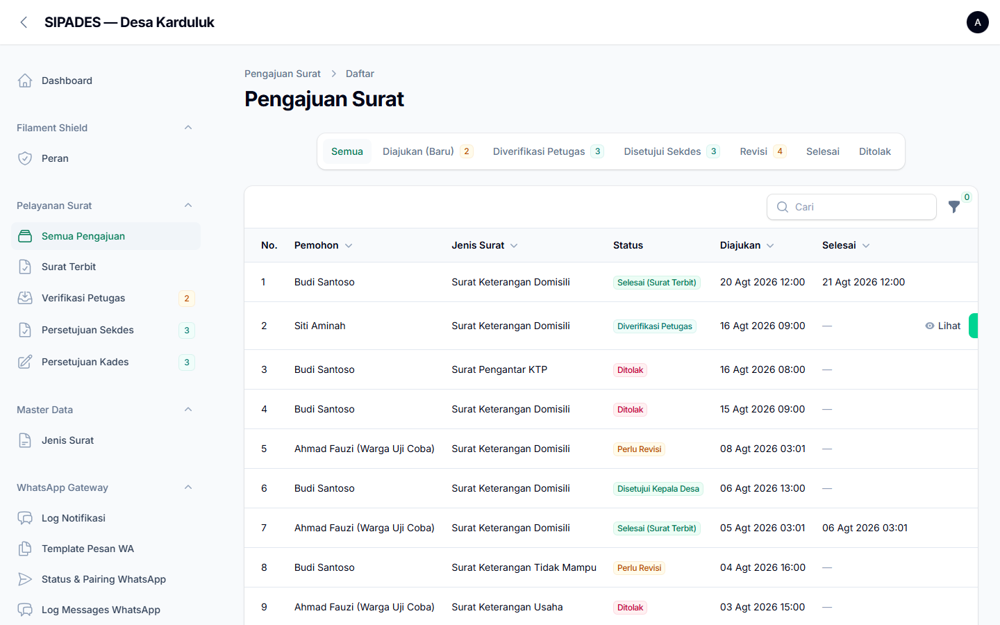 SIPADES — Desa Karduluk
A
Dashboard
Filament Shield
Peran
Pelayanan Surat
Semua Pengajuan
Surat Terbit
Verifikasi Petugas 2
Persetujuan Sekdes 3
Persetujuan Kades 3
Master Data
Jenis Surat
WhatsApp Gateway
Log Notifikasi
Template Pesan WA
Status & Pairing WhatsApp
Log Messages WhatsApp
Pengajuan Surat > Daftar
Pengajuan Surat
Semua Diajukan (Baru) 2 Diverifikasi Petugas 3 Disetujui Sekdes 3 Revisi 4 Selesai Ditolak
Cari 0
No. Pemohon Jenis Surat Status Diajukan Selesai
1 Budi Santoso Surat Keterangan Domisili Selesai (Surat Terbit) 20 Agt 2026 12:00 21 Agt 2026 12:00
2 Siti Aminah Surat Keterangan Domisili Diverifikasi Petugas 16 Agt 2026 09:00 — Lihat
3 Budi Santoso Surat Pengantar KTP Ditolak 16 Agt 2026 08:00 —
4 Budi Santoso Surat Keterangan Domisili Ditolak 15 Agt 2026 09:00 —
5 Ahmad Fauzi (Warga Uji Coba) Surat Keterangan Domisili Perlu Revisi 08 Agt 2026 03:01 —
6 Budi Santoso Surat Keterangan Domisili Disetujui Kepala Desa 06 Agt 2026 13:00 —
7 Ahmad Fauzi (Warga Uji Coba) Surat Keterangan Domisili Selesai (Surat Terbit) 05 Agt 2026 03:01 06 Agt 2026 03:01
8 Budi Santoso Surat Keterangan Tidak Mampu Perlu Revisi 04 Agt 2026 16:00 —
9 Ahmad Fauzi (Warga Uji Coba) Surat Keterangan Usaha Ditolak 03 Agt 2026 15:00 —